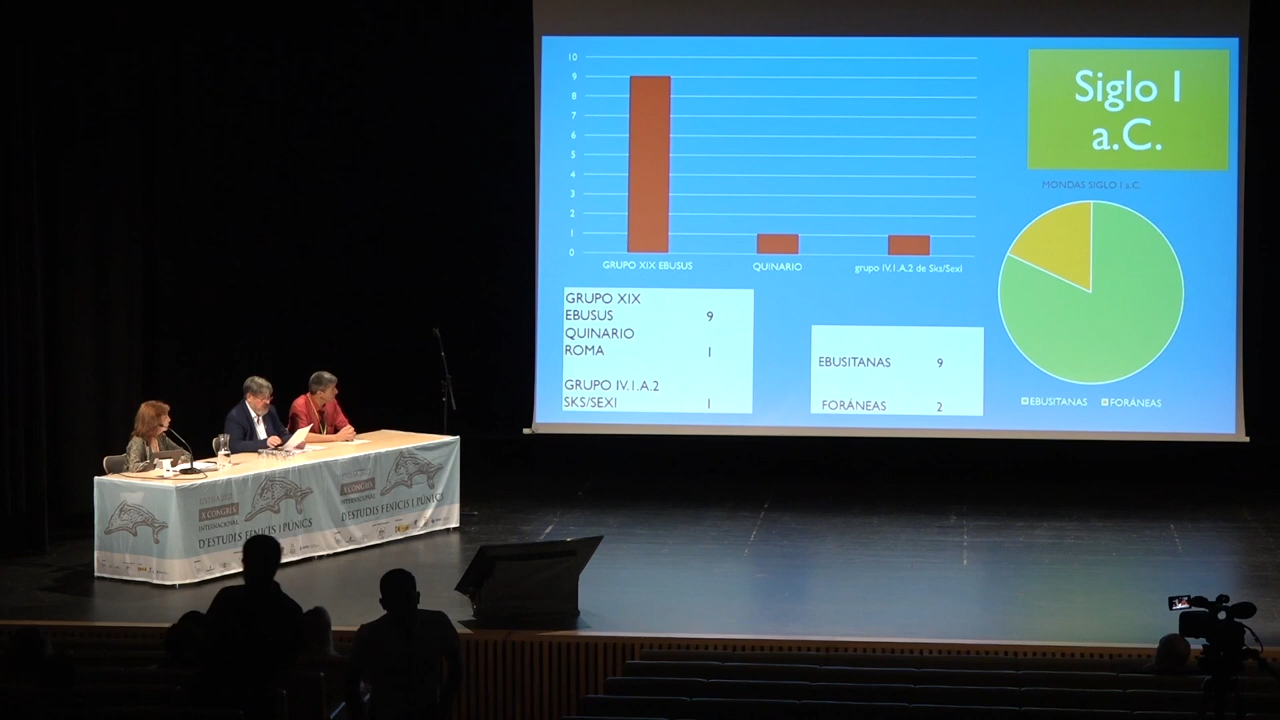 10
9
8
7
6
5
4
3
2
1
0
GRUPO XIX EBUSUS
QUINARIO
grupo IV.1.A.2 de Sks/Sexi
Siglo I
a.C.
MONDAS SIGLO I a.C.
EBUSITANAS
FORÁNEAS
GRUPO XIX
EBUSUS 9
QUINARIO
ROMA 1
GRUPO IV.1.A.2
SKS/SEXI 1
EBUSITANAS 9
FORÁNEAS 2
X CONGRÉS
INTERNACIONAL
D'ESTUDIS FENICIS I PÚNICS
X CONGRÉS
INTERNACIONAL
D'ESTUDIS FENICIS I PÚNICS